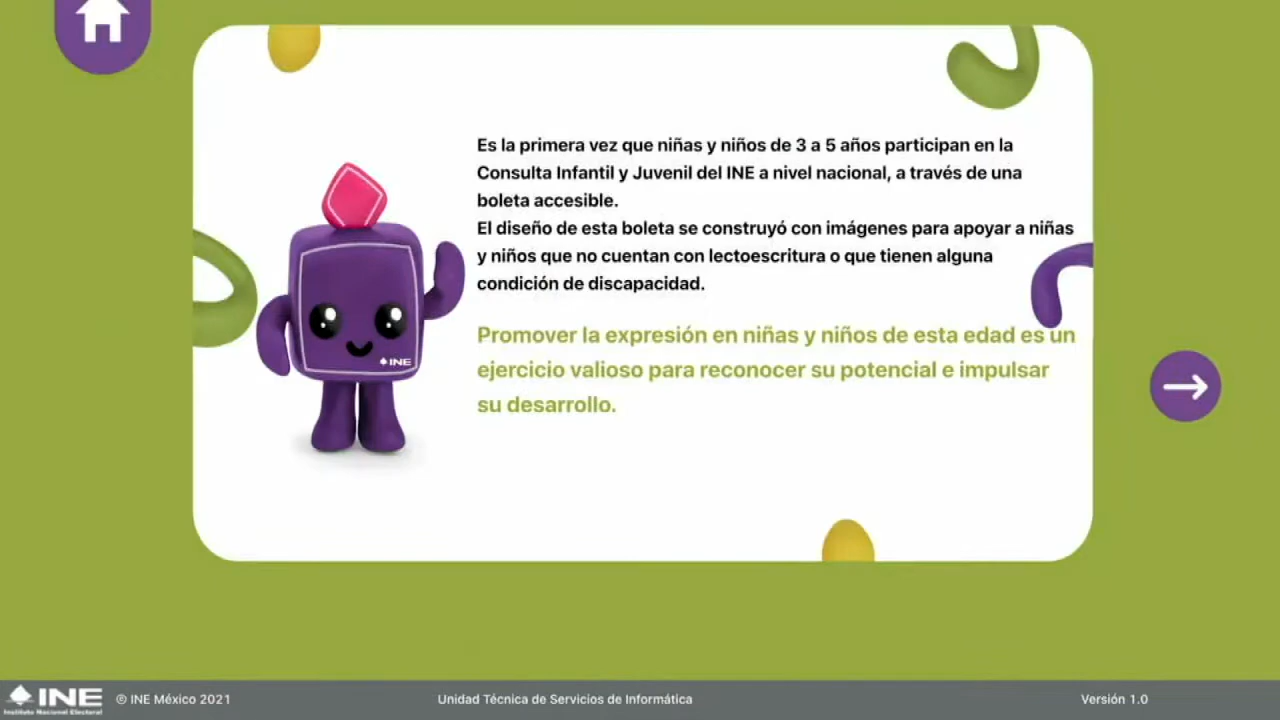 Es la primera vez que niñas y niños de 3 a 5 años participan en la
Consulta Infantil y Juvenil del INE a nivel nacional, a través de una
boleta accesible.
El diseño de esta boleta se construyó con imágenes para apoyar a niñas
y niños que no cuentan con lectoescritura o que tienen alguna
condición de discapacidad.
Promover la expresión en niñas y niños de esta edad es un
ejercicio valioso para reconocer su potencial e impulsar
su desarrollo.
INE
INE
Instituto Nacional Electoral
© INE México 2021
Unidad Técnica de Servicios de Informática
Versión 1.0